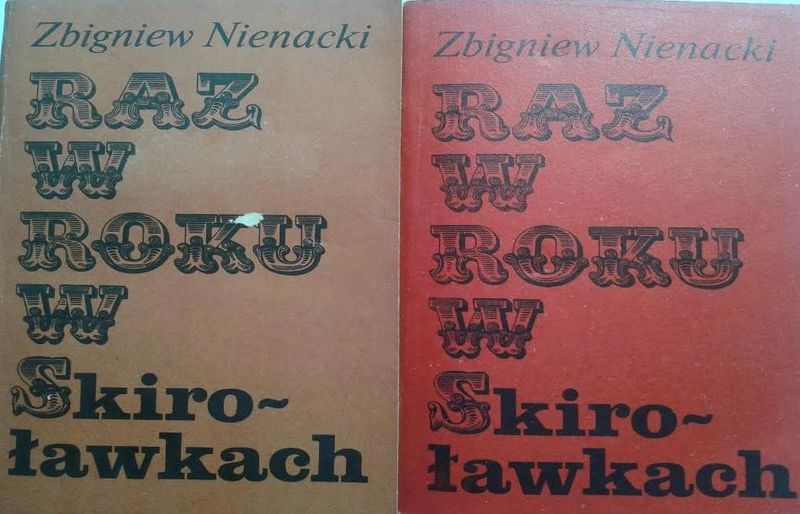 Zbigniew Nienacki
RAZ
W
ROKU
W
Skiro~
ławkach
Zbigniew Nienacki
RAZ
W
ROKU
W
Skiro~
ławkach